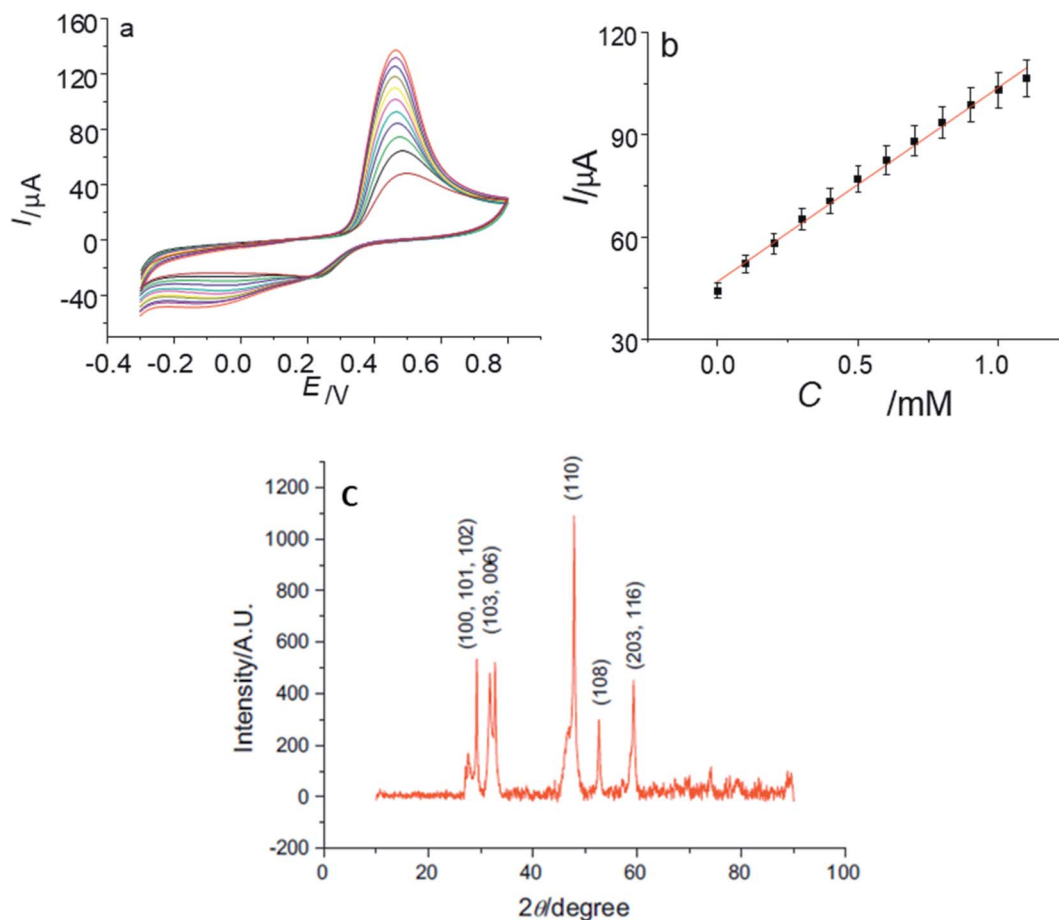 a
160
120
80
40
0
-40
I/µA
-0.4 -0.2 0.0 0.2 0.4 0.6 0.8
E/V
b
120
90
60
30
I/µA
0.0 0.5 1.0
C /mM
c
1200
1000
800
600
400
200
0
-200
Intensity/A.U.
(100, 101, 102)
(103, 006)
(110)
(108)
(203, 116)
0 20 40 60 80 100
2θ/degree